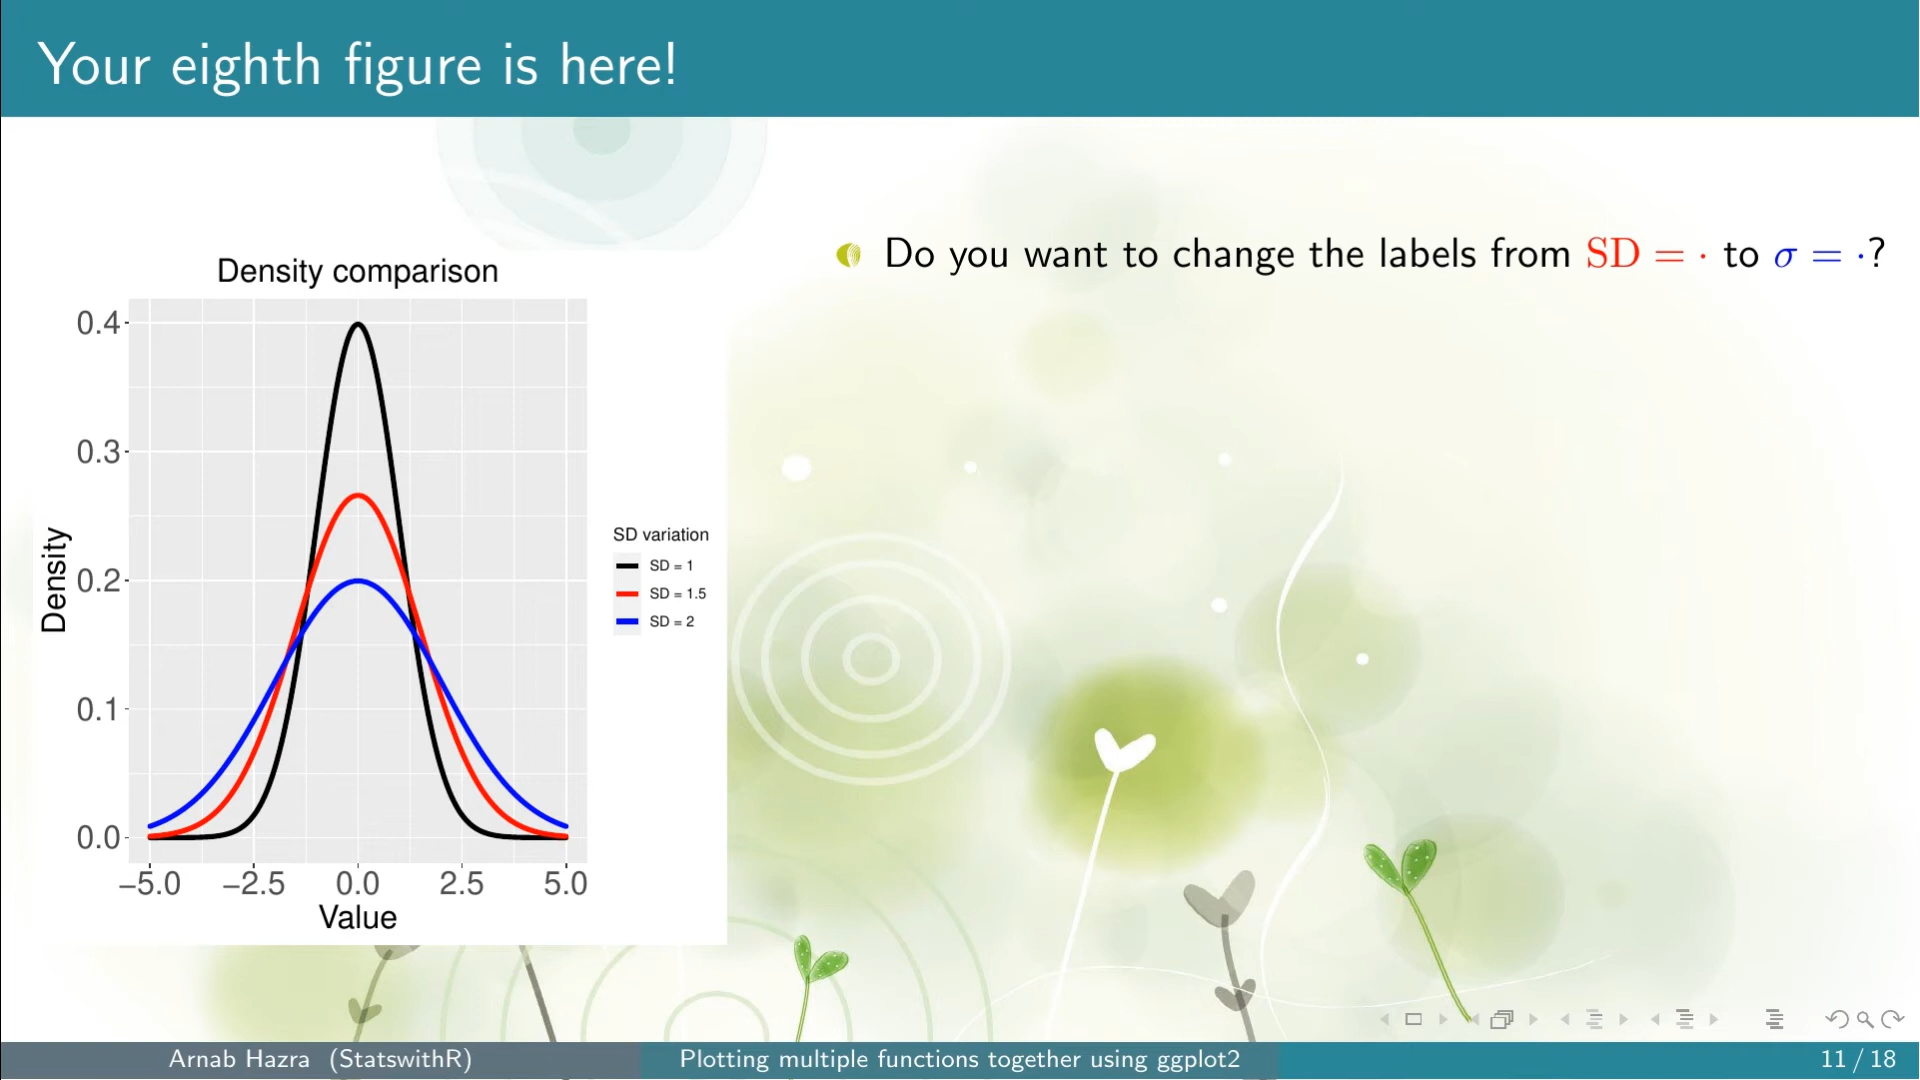 Your eighth figure is here!
Do you want to change the labels from SD = · to σ = ·?
Density comparison
0.4
0.3
0.2
0.1
0.0
Density
−5.0 −2.5 0.0 2.5 5.0
Value
SD variation
SD = 1
SD = 1.5
SD = 2
Arnab Hazra (StatswithR) Plotting multiple functions together using ggplot2 11 / 18